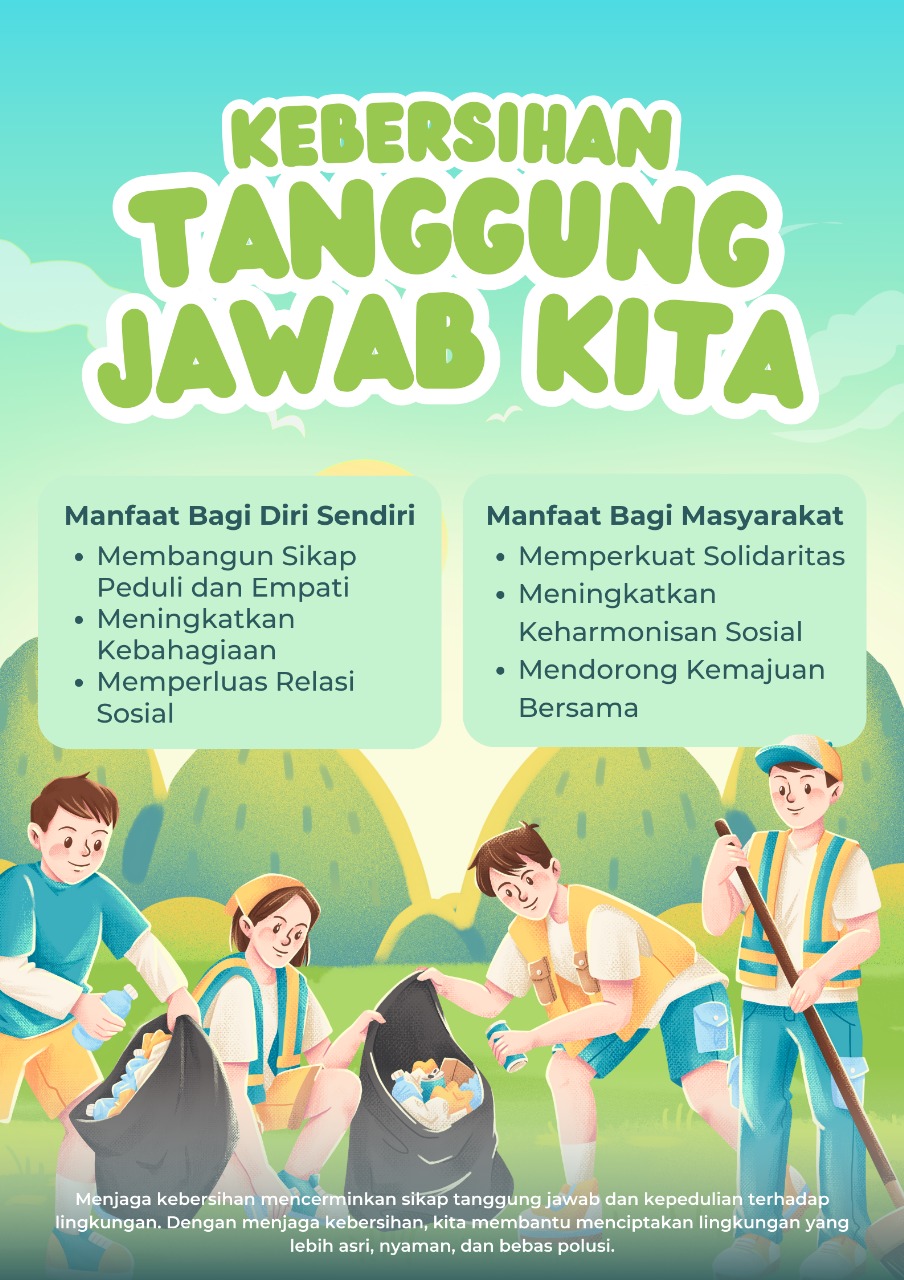 KEBERSIHAN
TANGGUNG
JAWAB KITA
Manfaat Bagi Diri Sendiri
• Membangun Sikap
Peduli dan Empati
• Meningkatkan
Kebahagiaan
• Memperluas Relasi
Sosial
Manfaat Bagi Masyarakat
• Memperkuat Solidaritas
• Meningkatkan
Keharmonisan Sosial
• Mendorong Kemajuan
Bersama
Menjaga kebersihan mencerminkan sikap tanggung jawab dan kepedulian terhadap
lingkungan. Dengan menjaga kebersihan, kita membantu menciptakan lingkungan yang
lebih asri, nyaman, dan bebas polusi.